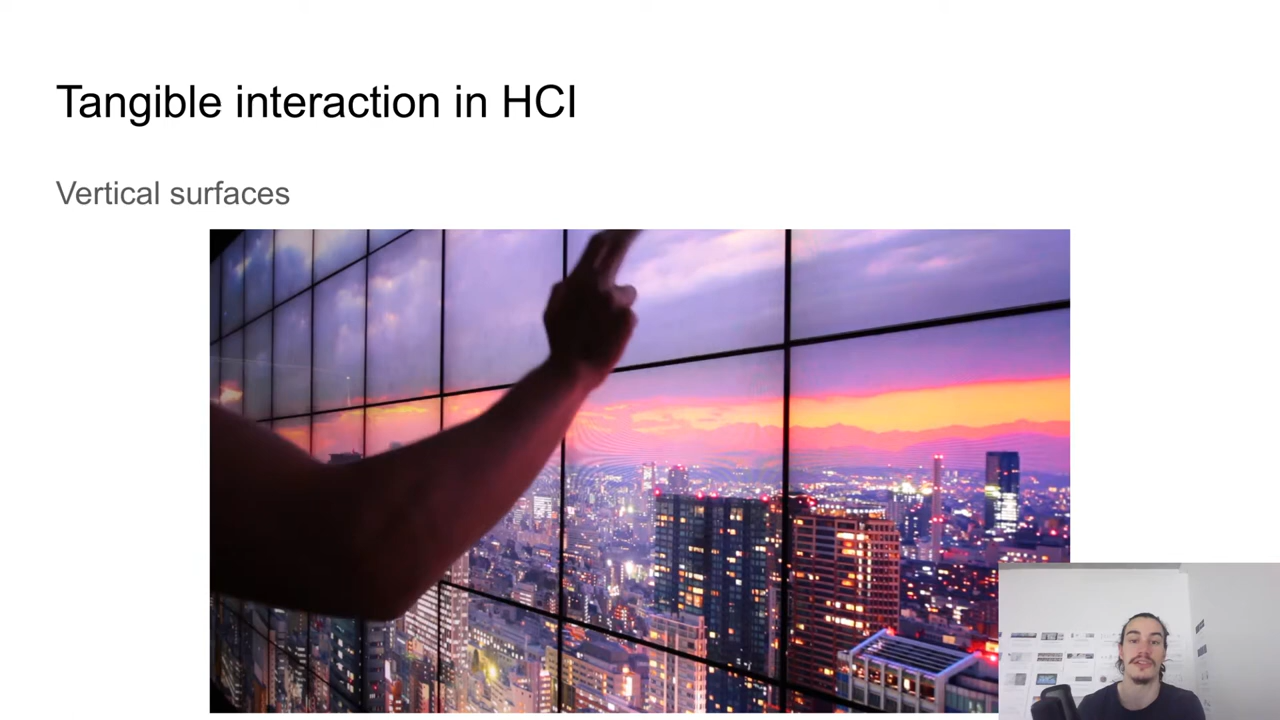 Tangible interaction in HCI
Vertical surfaces